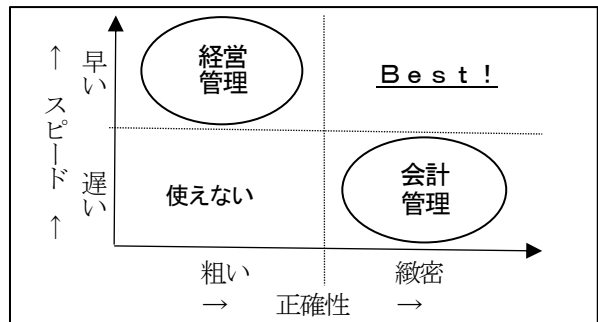 ↑ スピード ↑
早い
遅い
経営
管理
Ｂｅｓｔ！
使えない
会計
管理
粗い
緻密
→ 正確性 →